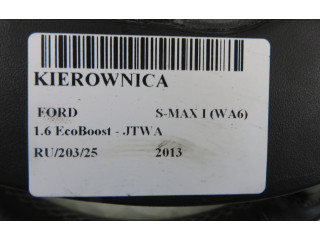 KIEROWNICA
FORD S-MAX I (WA6)
1.6 EcoBoost - JTWA
RU/203/25 2013